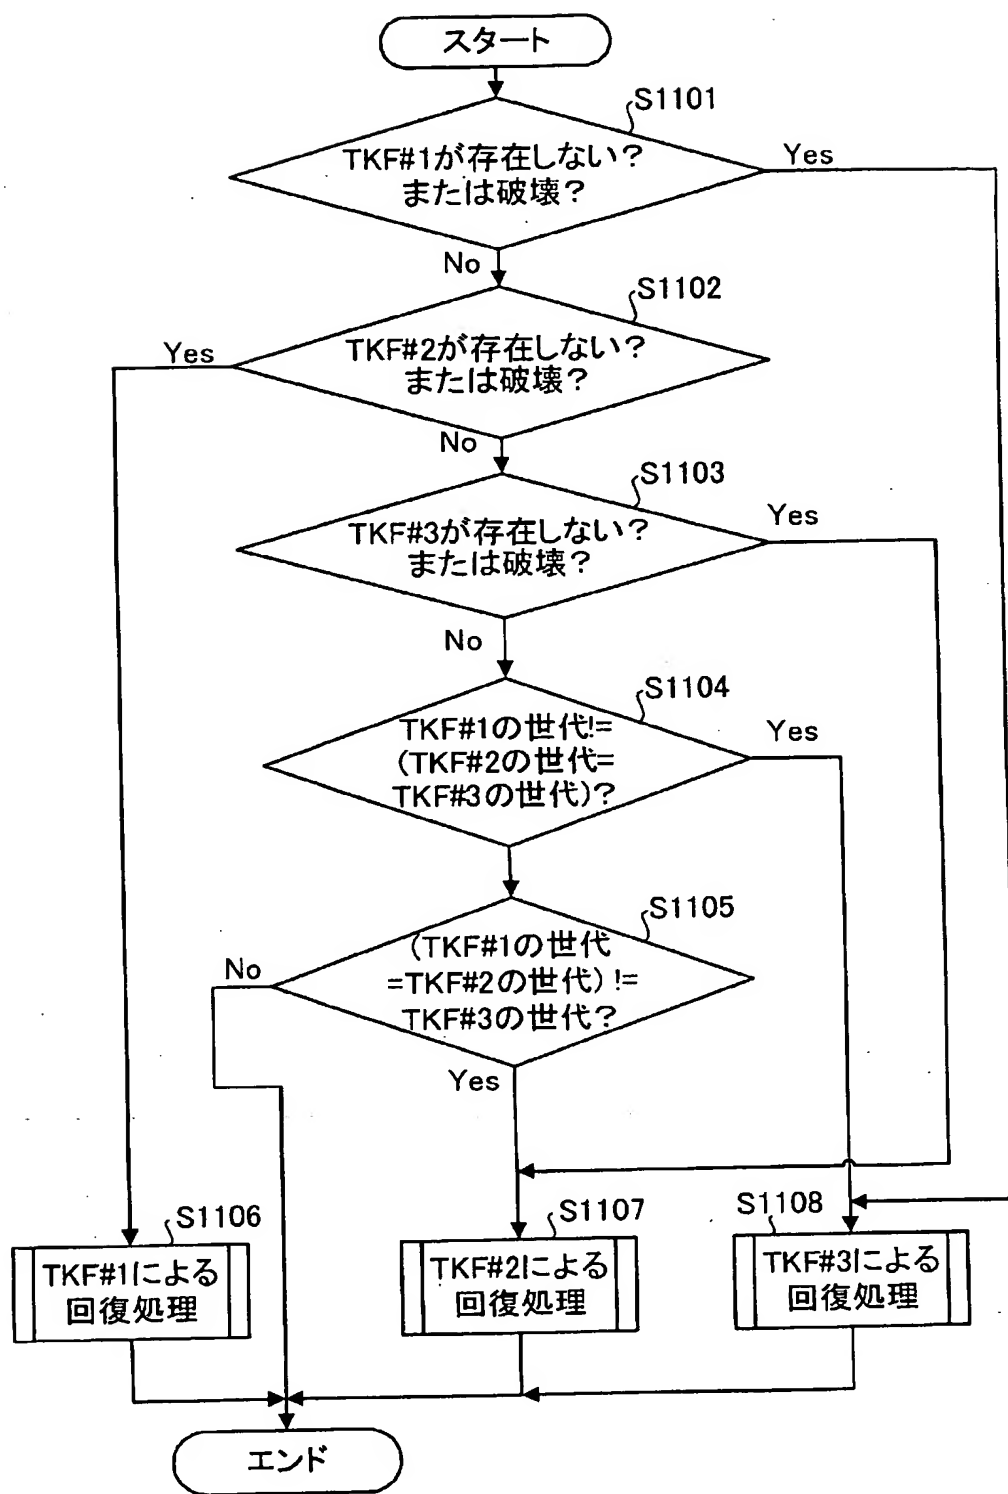 スタート
S1101
TKF#1が存在しない?
または破壊?
Yes
No
S1102
TKF#2が存在しない?
または破壊?
Yes
No
S1103
TKF#3が存在しない?
または破壊?
Yes
No
S1104
TKF#1の世代!=
(TKF#2の世代=
TKF#3の世代)?
Yes
S1105
(TKF#1の世代
=TKF#2の世代) !=
TKF#3の世代?
No
Yes
S1106
TKF#1による
回復処理
S1107
TKF#2による
回復処理
S1108
TKF#3による
回復処理
エンド